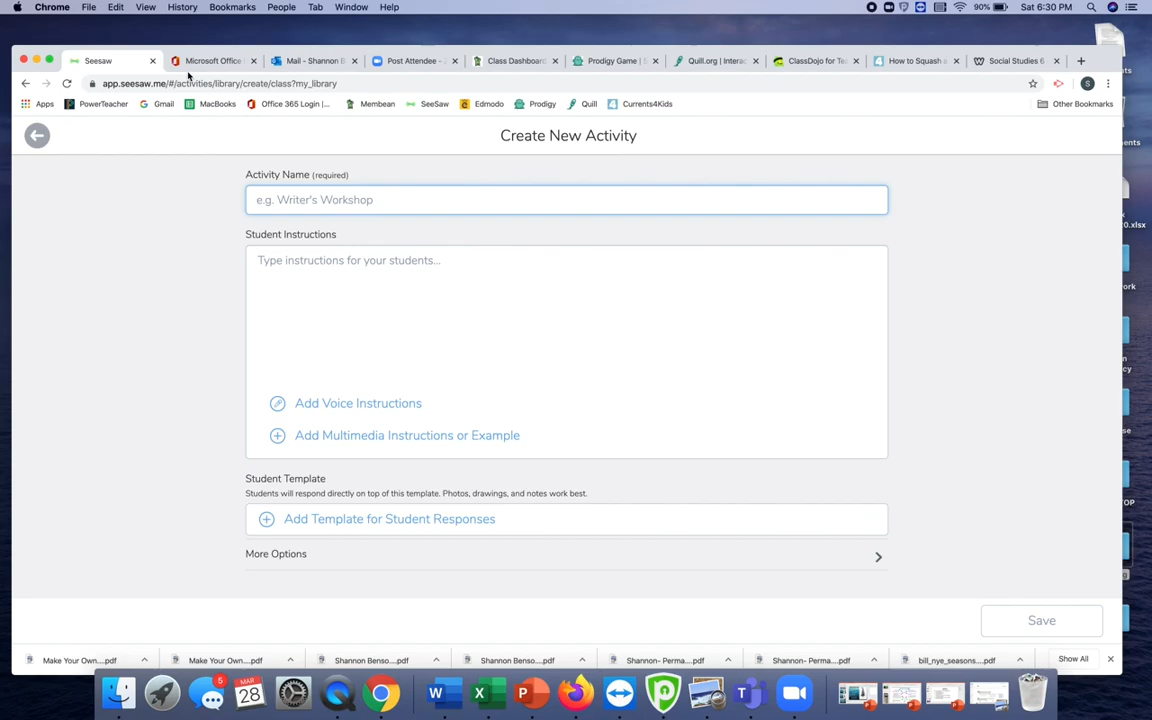 Chrome File Edit View History Bookmarks People Tab Window Help 90% Sat 6:30 PM
Seesaw Microsoft Office Mail - Shannon B Post Attendee - Class Dashboar Prodigy Game | Quill.org | Interac ClassDojo for Te How to Squash Social Studies 6
app.seesaw.me/#/activities/library/create/class?my_library
Apps PowerTeacher Gmail MacBooks Office 365 Login |... Membean SeeSaw Edmodo Prodigy Quill Currents4Kids Other Bookmarks
Create New Activity
Activity Name (required)
e.g. Writer's Workshop
Student Instructions
Type instructions for your students...
Add Voice Instructions
Add Multimedia Instructions or Example
Student Template
Students will respond directly on top of this template. Photos, drawings, and notes work best.
Add Template for Student Responses
More Options
Save
Make Your Own....pdf Make Your Own....pdf Shannon Benso....pdf Shannon Benso....pdf Shannon- Perma....pdf Shannon- Perma....pdf bill_nye_seasons....pdf Show All
5 MAR 28